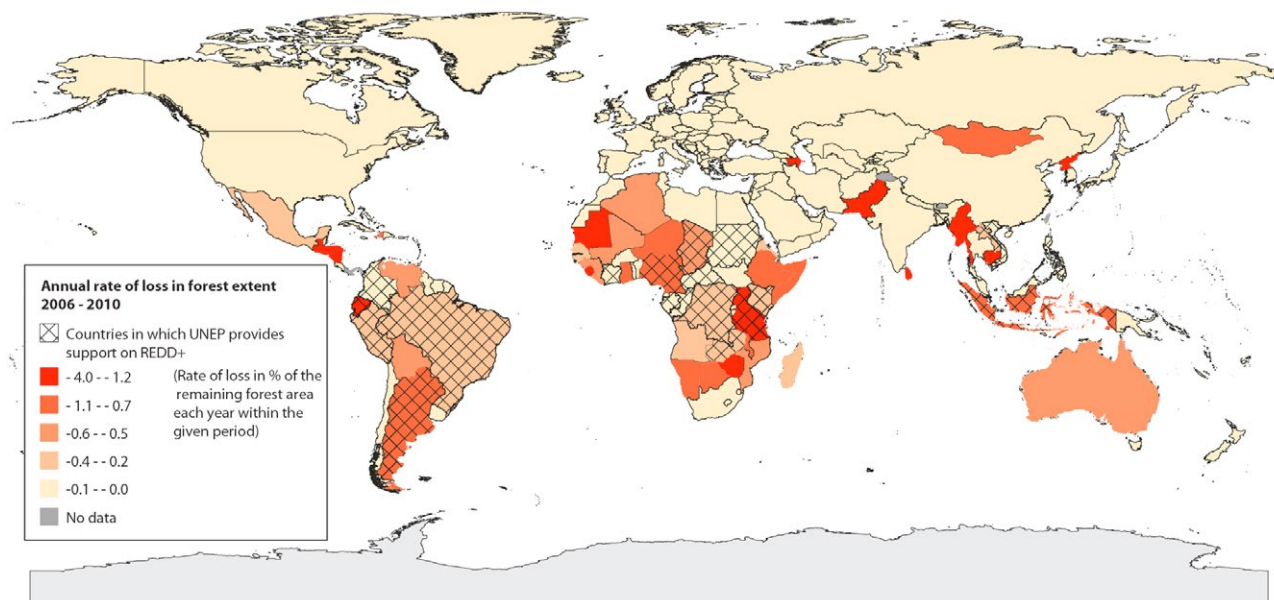 Annual rate of loss in forest extent
2006 - 2010
Countries in which UNEP provides
support on REDD+
- 4.0 - - 1.2
(Rate of loss in % of the
remaining forest area
each year within the
given period)
- 1.1 - - 0.7
-0.6 - - 0.5
-0.4 - - 0.2
-0.1 - - 0.0
No data